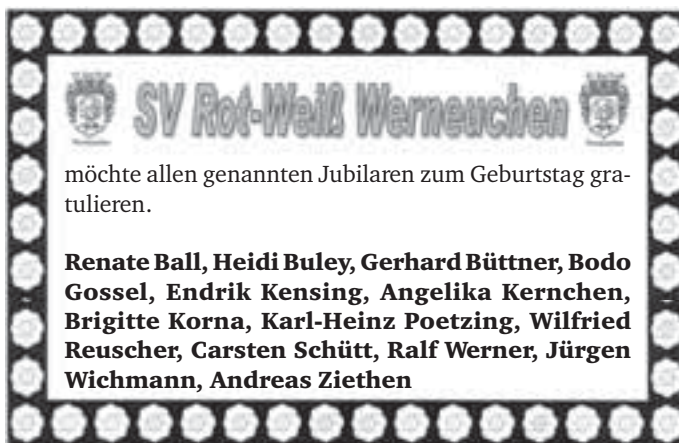 SV Rot-Weiß Werneuchen
möchte allen genannten Jubilaren zum Geburtstag gra-
tulieren.
Renate Ball, Heidi Buley, Gerhard Büttner, Bodo
Gossel, Endrik Kensing, Angelika Kernchen,
Brigitte Korna, Karl-Heinz Poetzing, Wilfried
Reuscher, Carsten Schütt, Ralf Werner, Jürgen
Wichmann, Andreas Ziethen